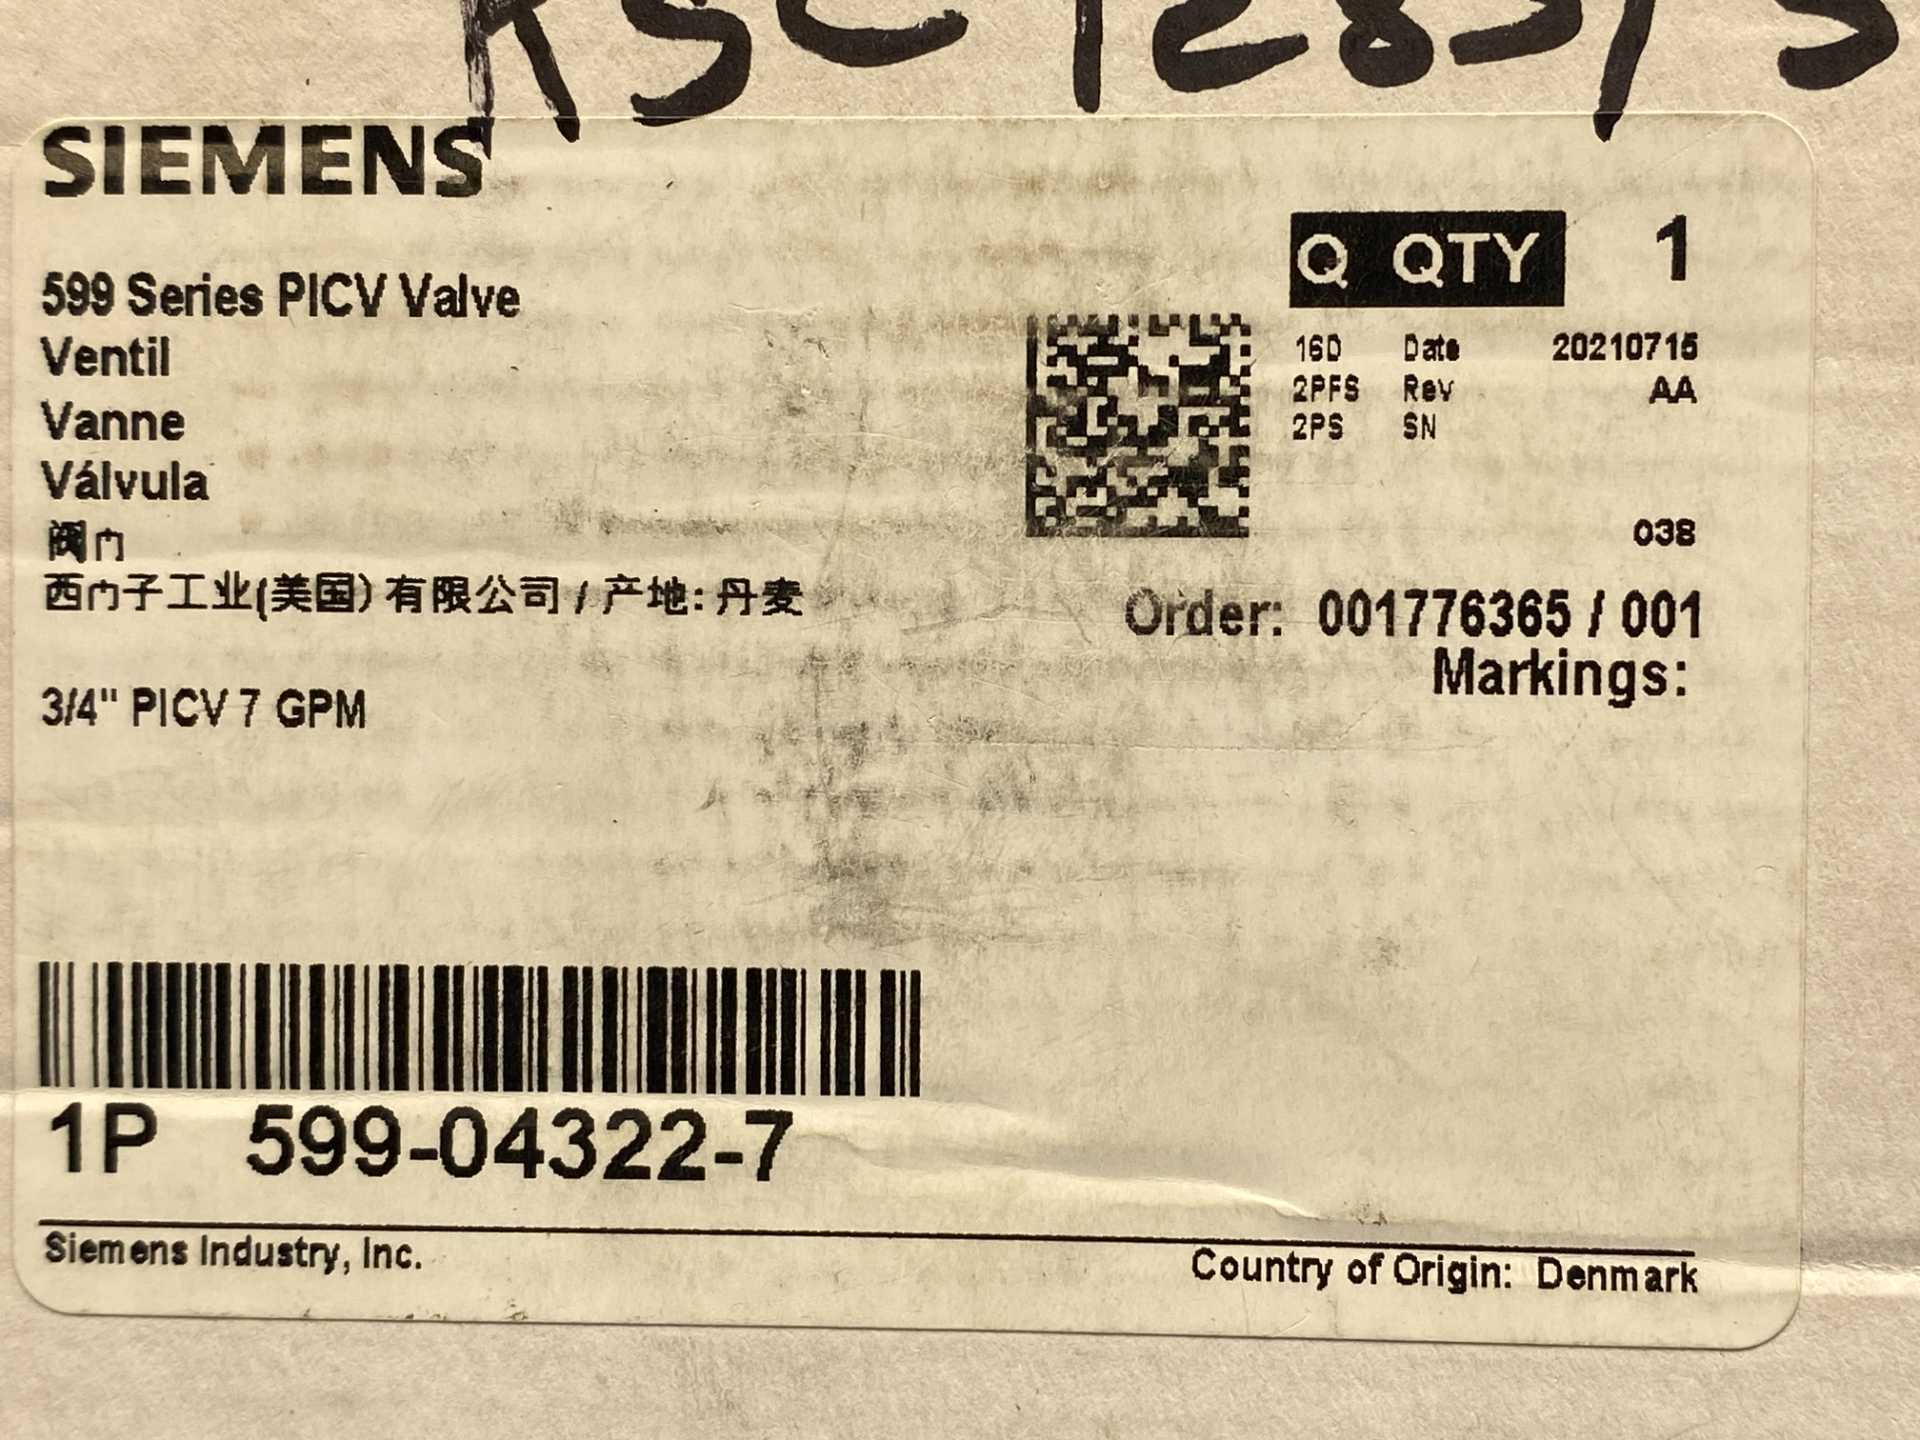 SIEMENS
599 Series PICV Valve
Ventil
Vanne
Válvula
阀门
西门子工业(美国)有限公司 / 产地: 丹麦
3/4" PICV 7 GPM
Q QTY 1
16D Date 20210715
2PFS Rev AA
2PS SN
038
Order: 001776365 / 001
Markings:
1P 599-04322-7
Siemens Industry, Inc.
Country of Origin: Denmark